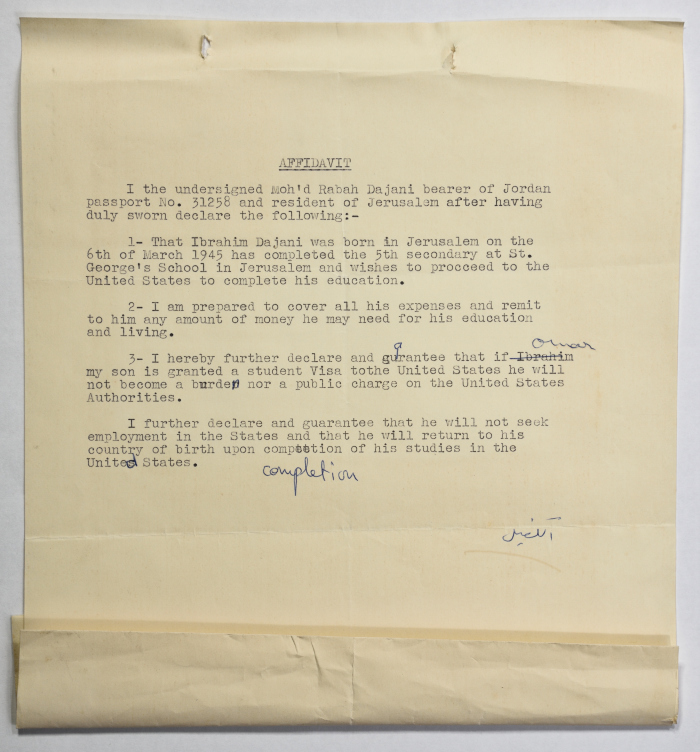 AFFIDAVIT
I the undersigned Moh'd Rabah Dajani bearer of Jordan
passport No. 31258 and resident of Jerusalem after having
duly sworn declare the following:-
1- That Ibrahim Dajani was born in Jerusalem on the
6th of March 1945 has completed the 5th secondary at St.
George's School in Jerusalem and wishes to procceed to the
United States to complete his education.
2- I am prepared to cover all his expenses and remit
to him any amount of money he may need for his education
and living.
omar
3- I hereby further declare and guarantee that if Ibrahim
my son is granted a student Visa tothe United States he will
not become a burden nor a public charge on the United States
Authorities.
I further declare and guarantee that he will not seek
employment in the States and that he will return to his
country of birth upon compettion of his studies in the
United States.
completion